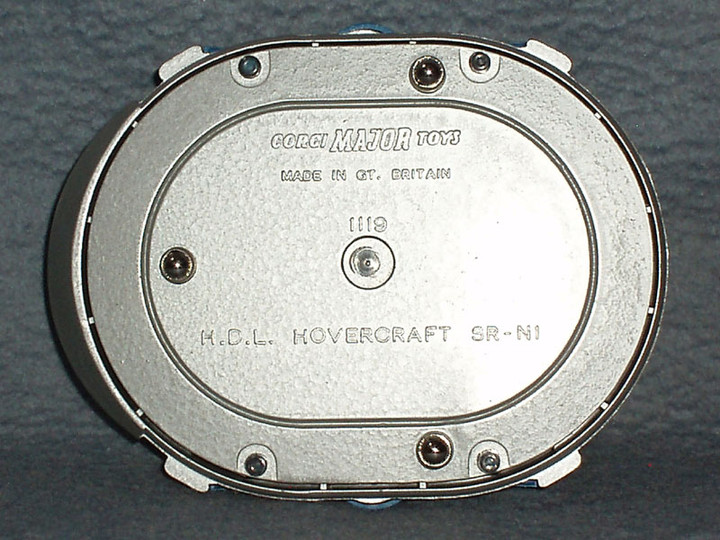 CORGI MAJOR TOYS
MADE IN GT. BRITAIN
1119
H.D.L. HOVERCRAFT SR-N1